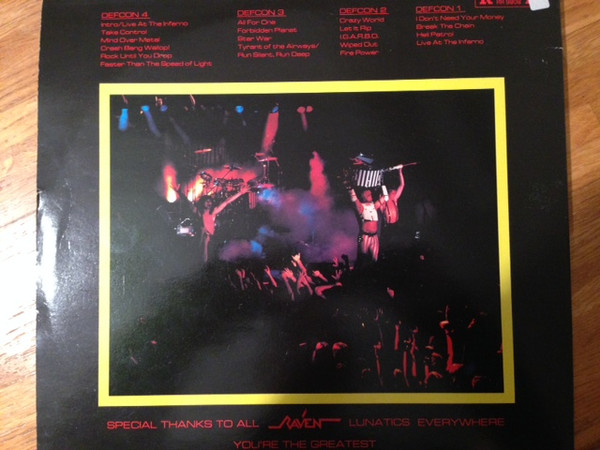 DEFCON 4
Intro/Live At The Inferno
Take Control
Mind Over Metal
Crash Bang Wallop!
Rock Until You Drop
Faster Than The Speed of Light
DEFCON 3
All For One
Forbidden Planet
Star War
Tyrant of the Airways/
Run Silent, Run Deep
DEFCON 2
Crazy World
Let It Rip
I.G.A.R.B.O.
Wiped Out
Fire Power
DEFCON 1
I Don't Need Your Money
Break The Chain
Hell Patrol
Live At The Inferno
SPECIAL THANKS TO ALL RAVEN LUNATICS EVERYWHERE
YOU'RE THE GREATEST